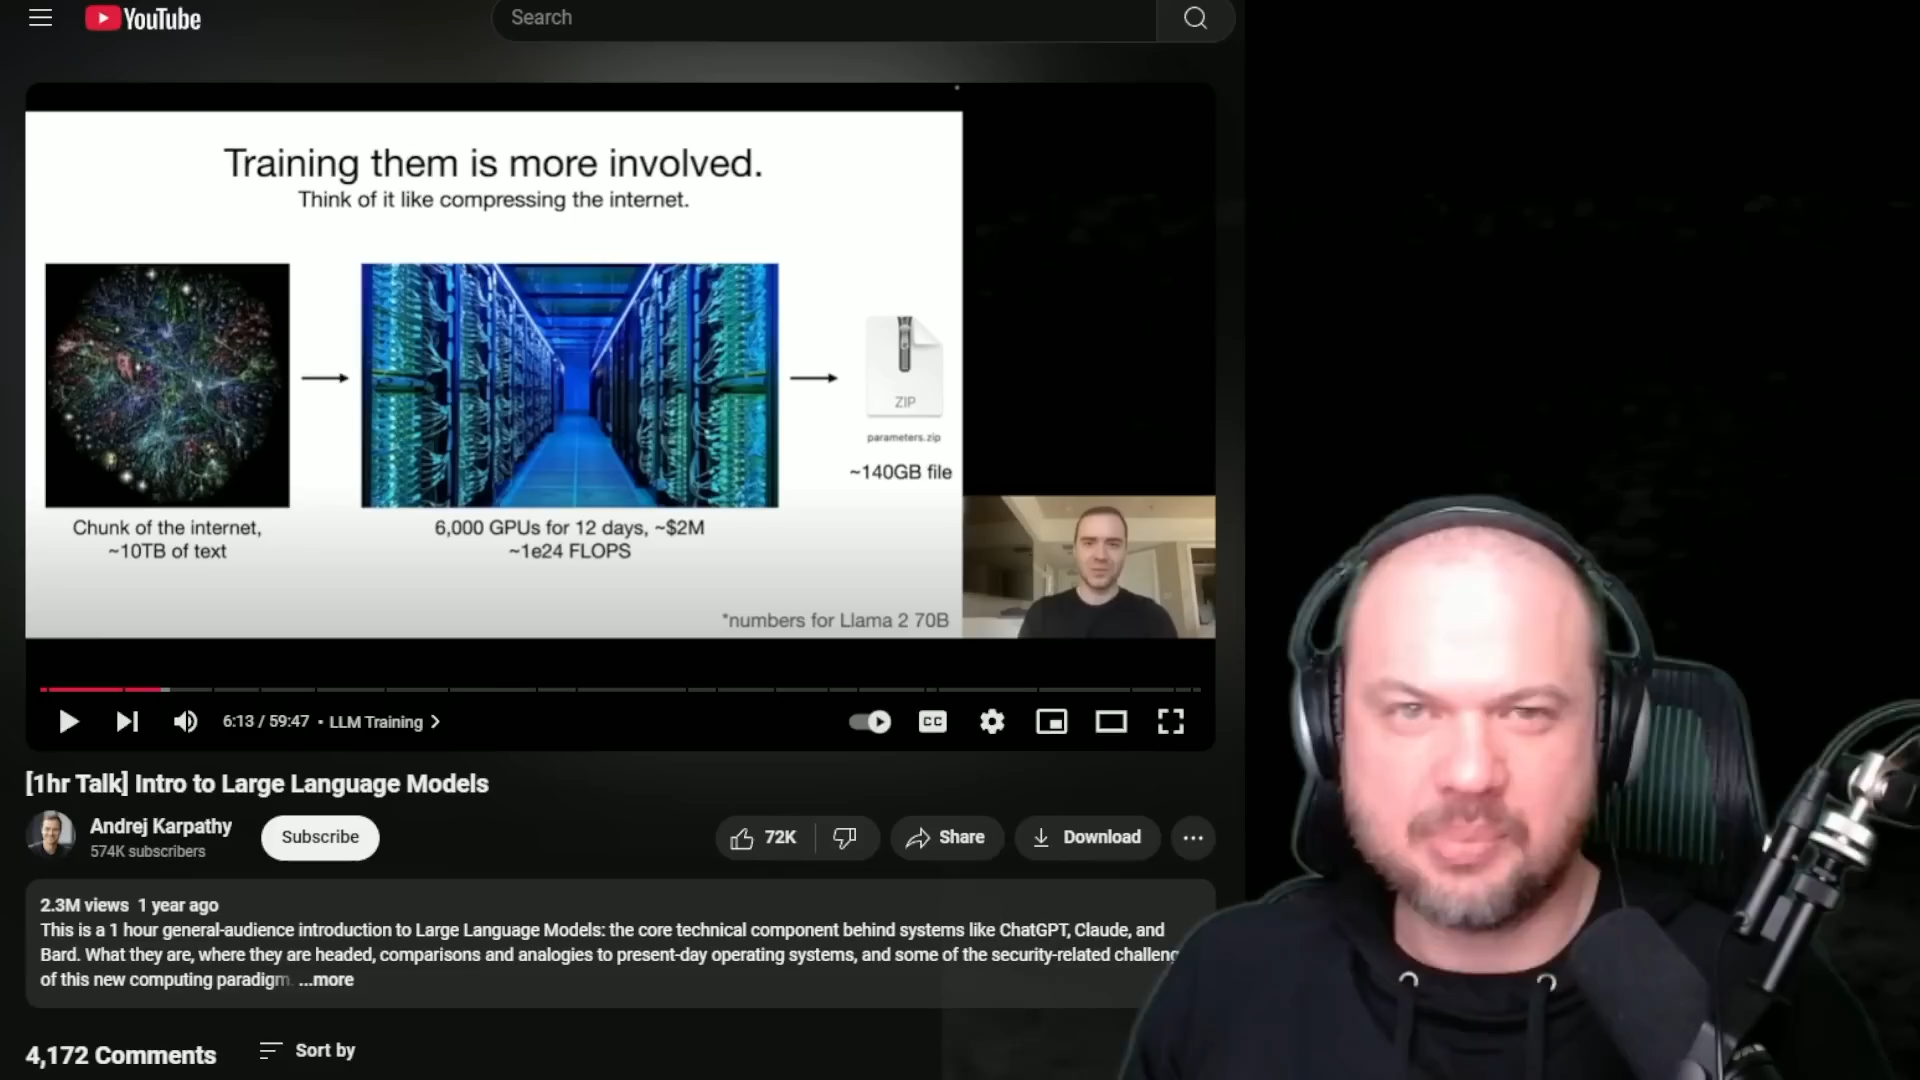 YouTube
Search
Training them is more involved.
Think of it like compressing the internet.
ZIP
parameters.zip
~140GB file
Chunk of the internet,
~10TB of text
6,000 GPUs for 12 days, ~$2M
~1e24 FLOPS
*numbers for Llama 2 70B
6:13 / 59:47 • LLM Training
CC
[1hr Talk] Intro to Large Language Models
Andrej Karpathy
574K subscribers
Subscribe
72K
Share
Download
2.3M views 1 year ago
This is a 1 hour general-audience introduction to Large Language Models: the core technical component behind systems like ChatGPT, Claude, and
Bard. What they are, where they are headed, comparisons and analogies to present-day operating systems, and some of the security-related challeng
of this new computing paradigm. ...more
4,172 Comments
Sort by